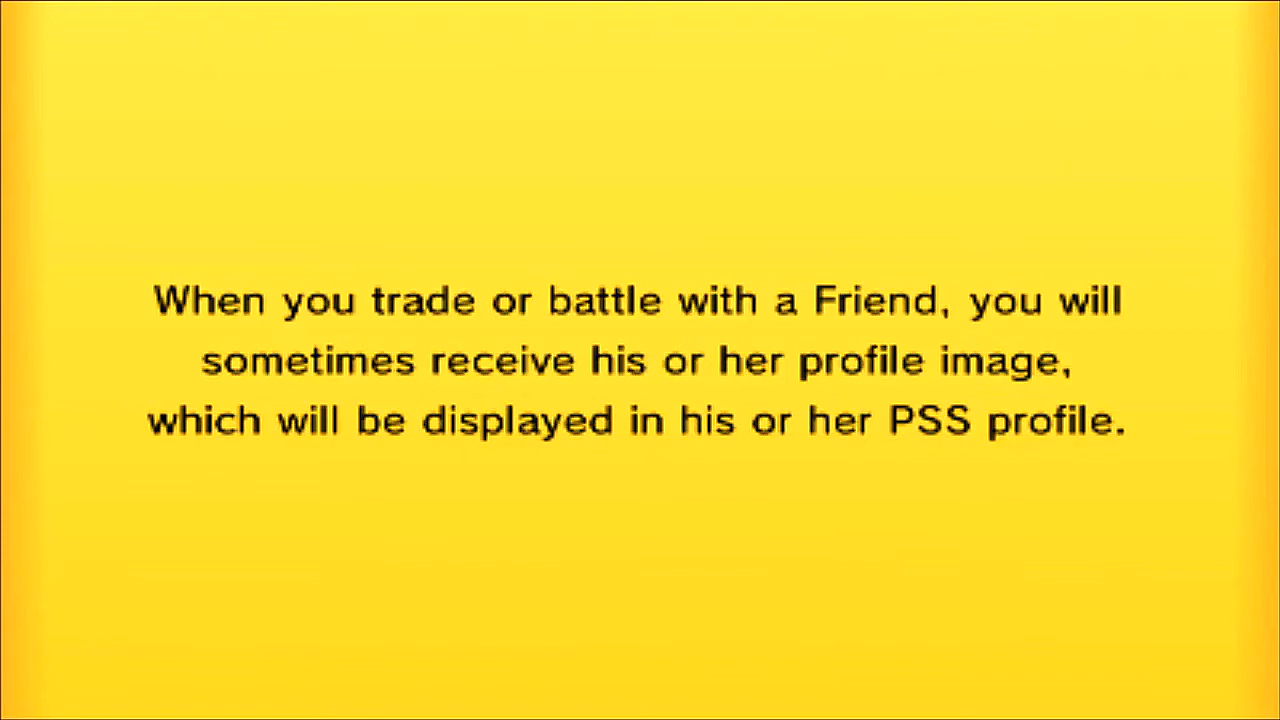 When you trade or battle with a Friend, you will
sometimes receive his or her profile image,
which will be displayed in his or her PSS profile.